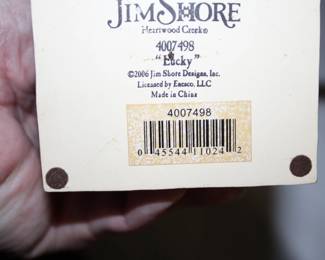 JIM SHORE
Heartwood Creek®
4007498
"Lucky"
©2006 Jim Shore Designs, Inc.
Licensed by Enesco, LLC
Made in China
4007498
0 45544 11024 2